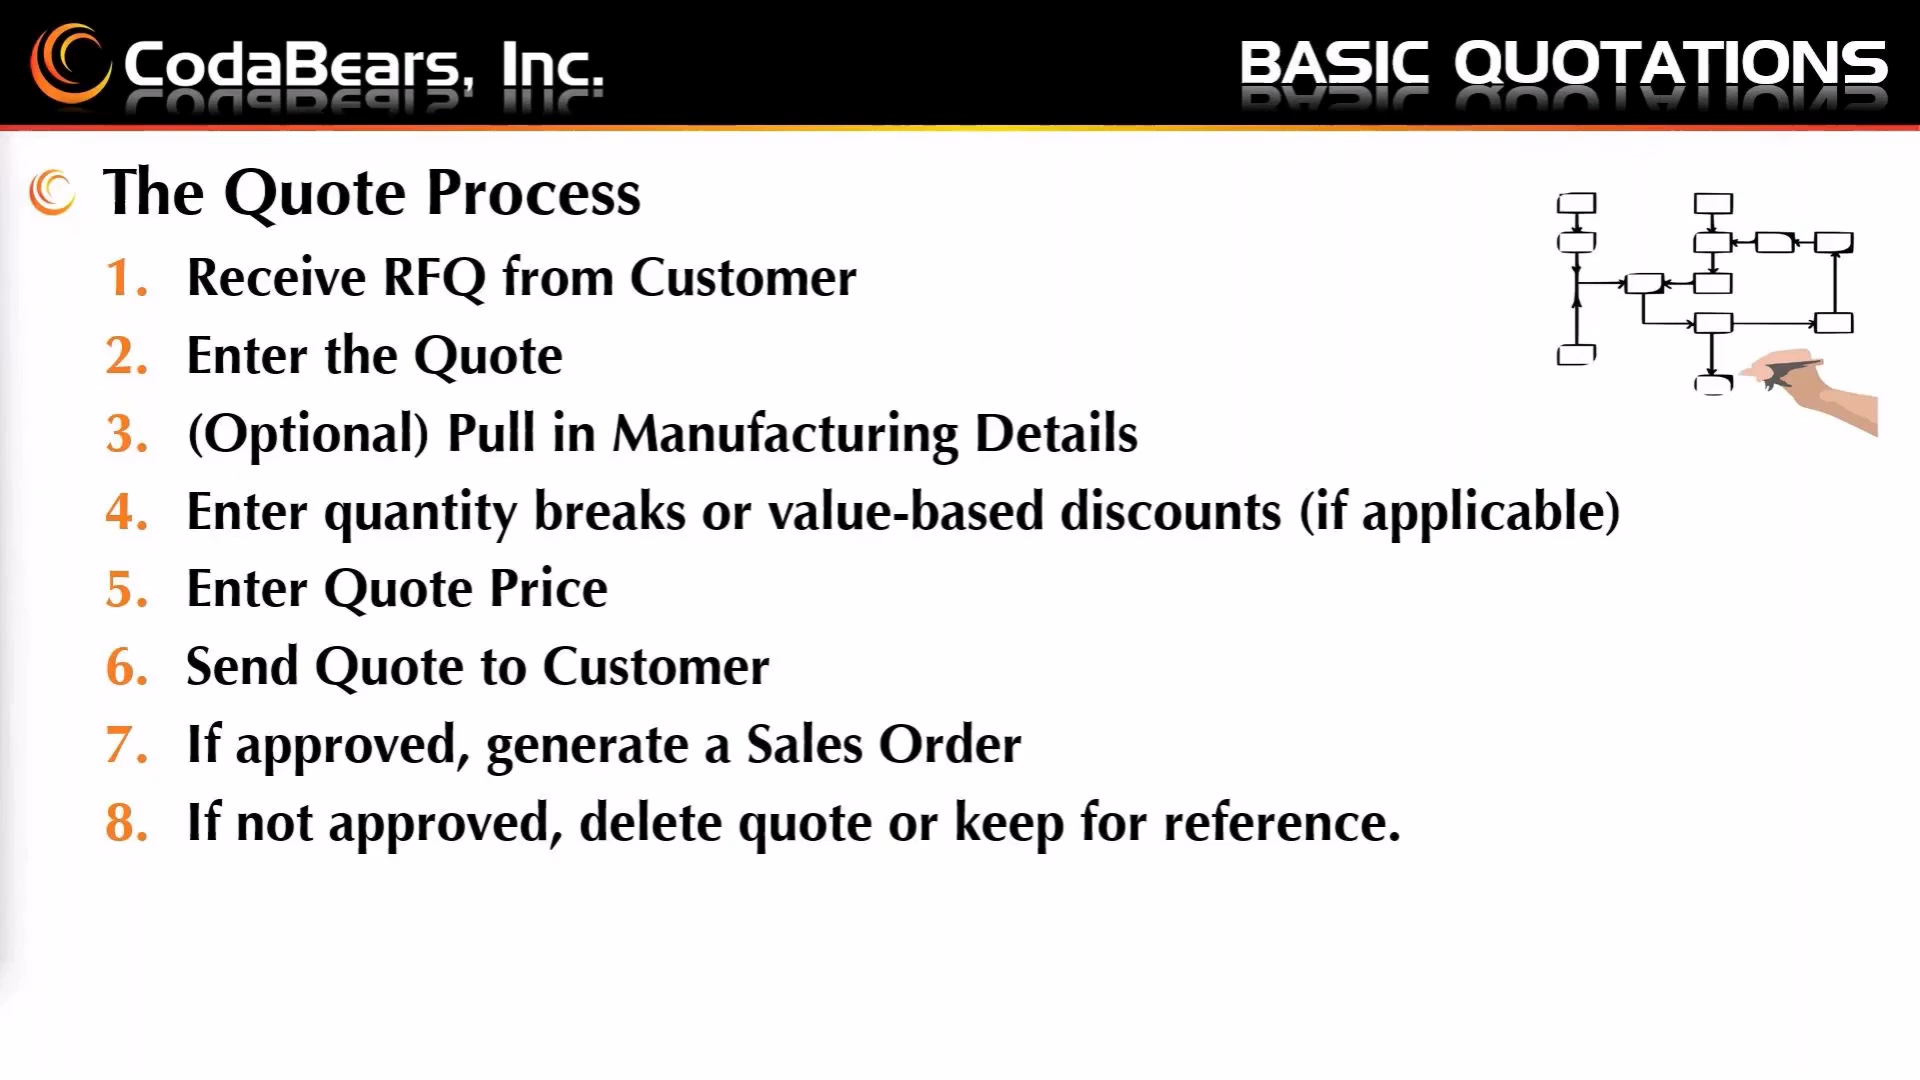 CodaBears, Inc.
BASIC QUOTATIONS
The Quote Process
1. Receive RFQ from Customer
2. Enter the Quote
3. (Optional) Pull in Manufacturing Details
4. Enter quantity breaks or value-based discounts (if applicable)
5. Enter Quote Price
6. Send Quote to Customer
7. If approved, generate a Sales Order
8. If not approved, delete quote or keep for reference.